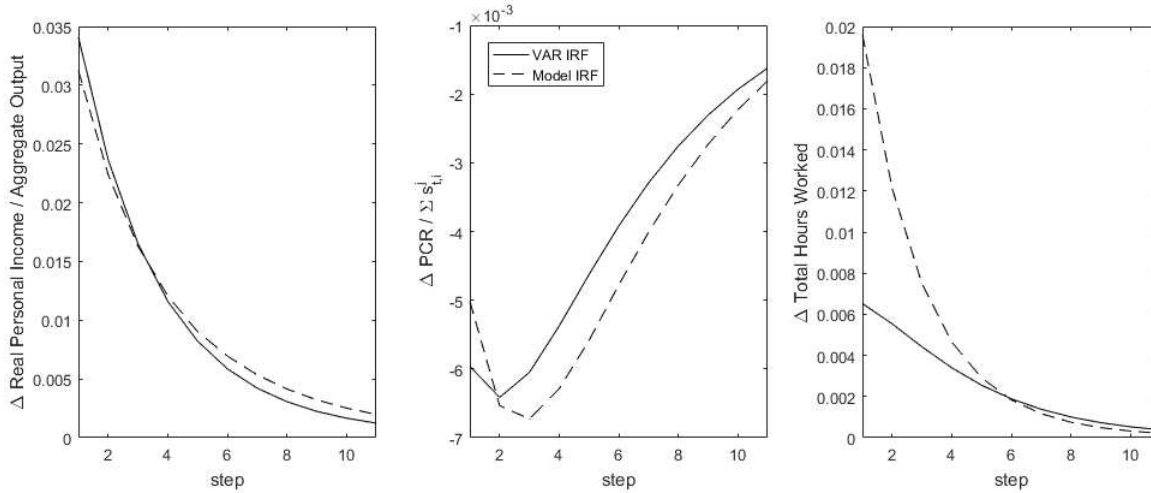 Δ Real Personal Income / Aggregate Output
0.035
0.03
0.025
0.02
0.015
0.01
0.005
0
2 4 6 8 10
step
×10⁻³
Δ PCR / Σ sʲₜ,ᵢ
-1
-2
-3
-4
-5
-6
-7
VAR IRF
Model IRF
2 4 6 8 10
step
Δ Total Hours Worked
0.02
0.018
0.016
0.014
0.012
0.01
0.008
0.006
0.004
0.002
0
2 4 6 8 10
step